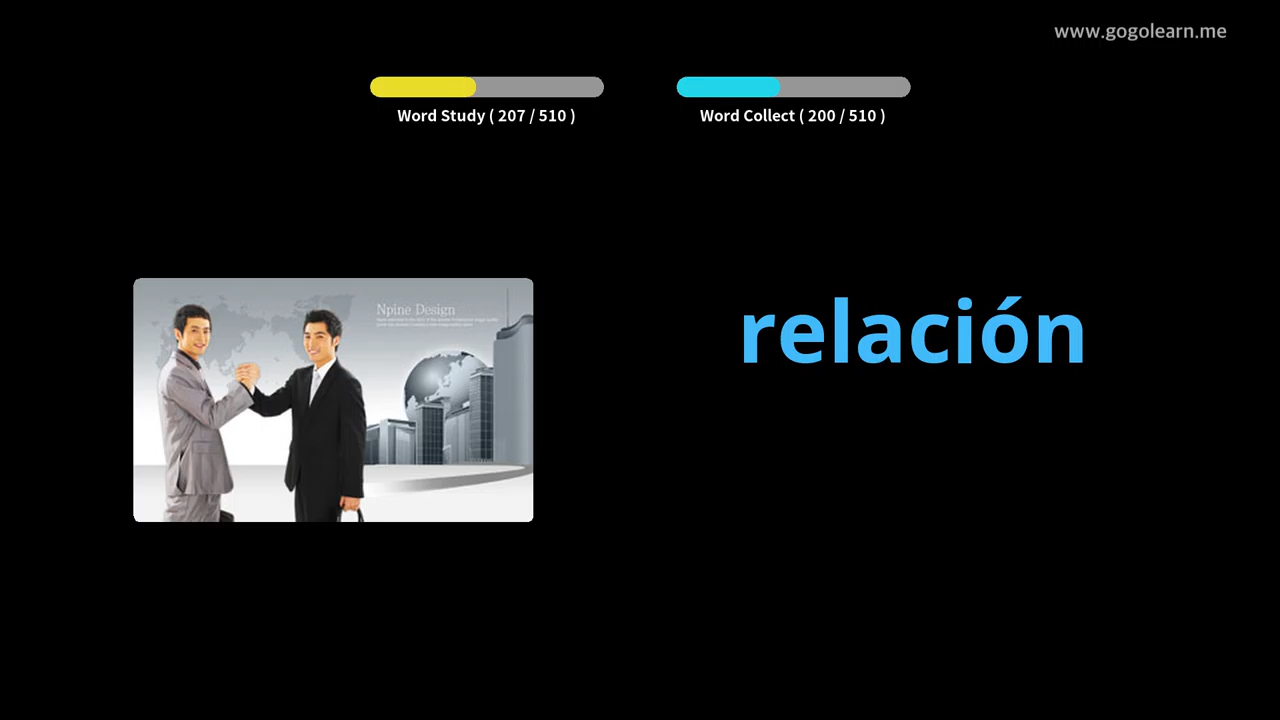 www.gogolearn.me
Word Study ( 207 / 510 )
Word Collect ( 200 / 510 )
Npine Design
relación